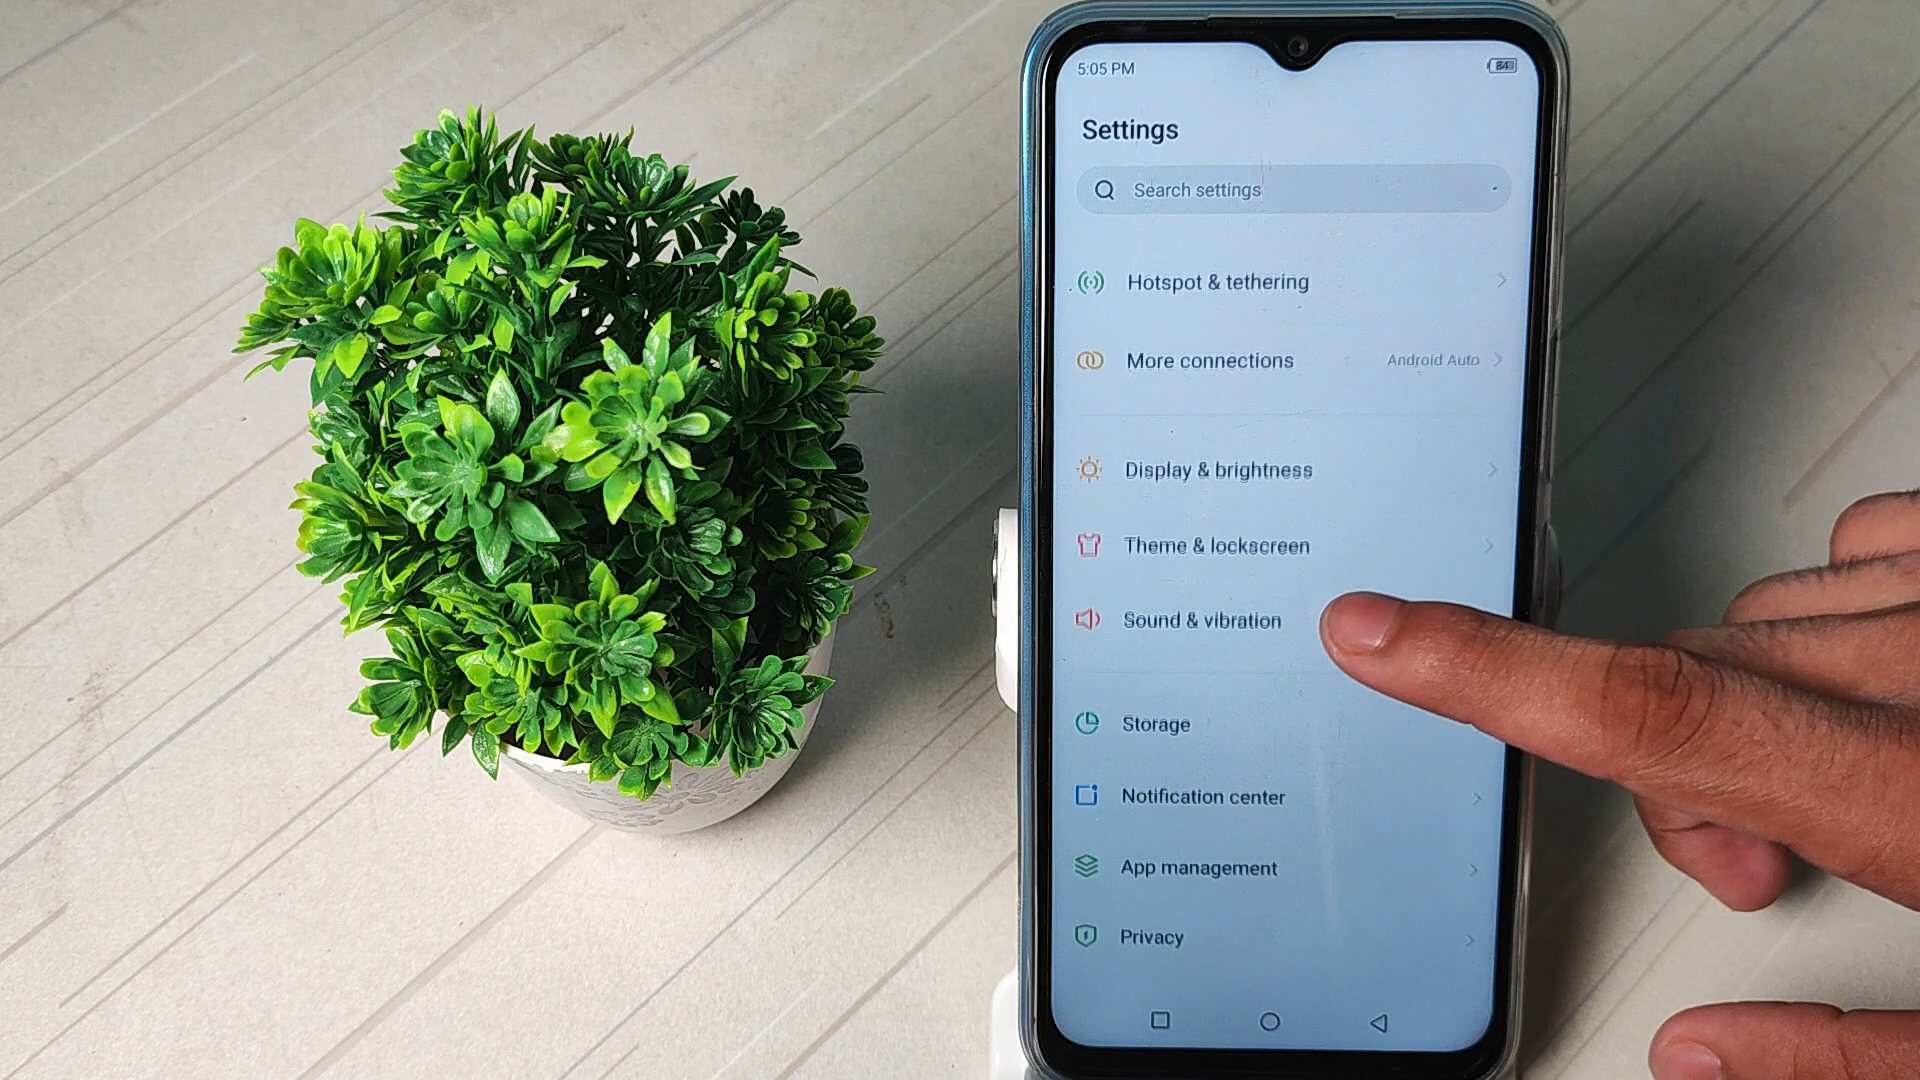 5:05 PM
84
Settings
Search settings
Hotspot & tethering
More connections Android Auto
Display & brightness
Theme & lockscreen
Sound & vibration
Storage
Notification center
App management
Privacy